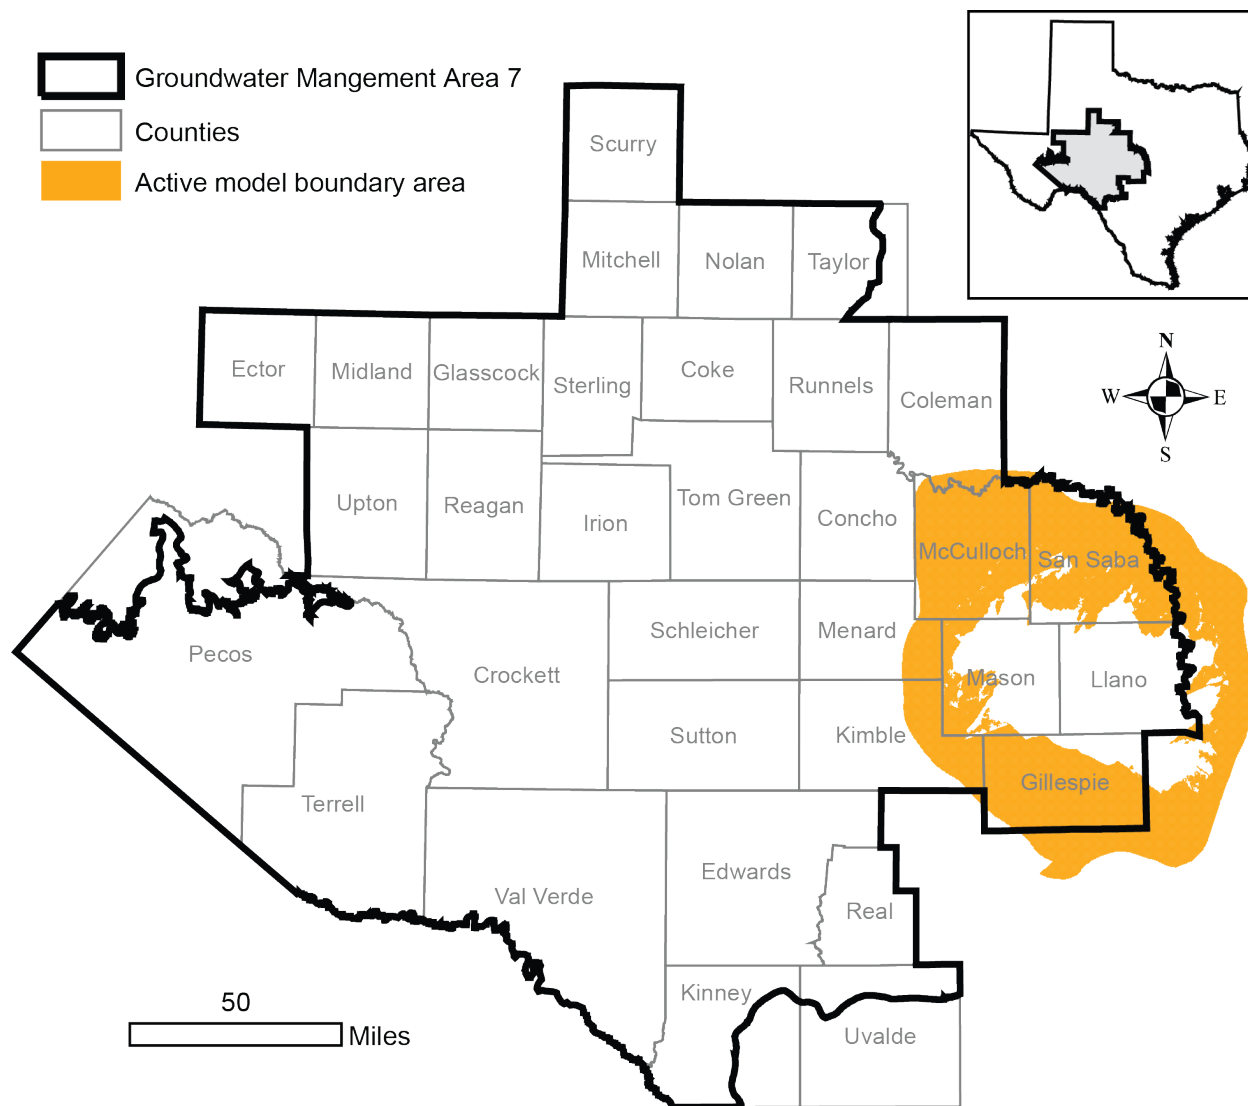 Groundwater Mangement Area 7
Counties
Active model boundary area
Scurry
Mitchell
Nolan
Taylor
Ector
Midland
Glasscock
Sterling
Coke
Runnels
Coleman
N
W
E
S
Upton
Reagan
Irion
Tom Green
Concho
McCulloch
San Saba
Pecos
Crockett
Schleicher
Menard
Mason
Llano
Sutton
Kimble
Gillespie
Terrell
Val Verde
Edwards
Real
Kinney
Uvalde
50
Miles